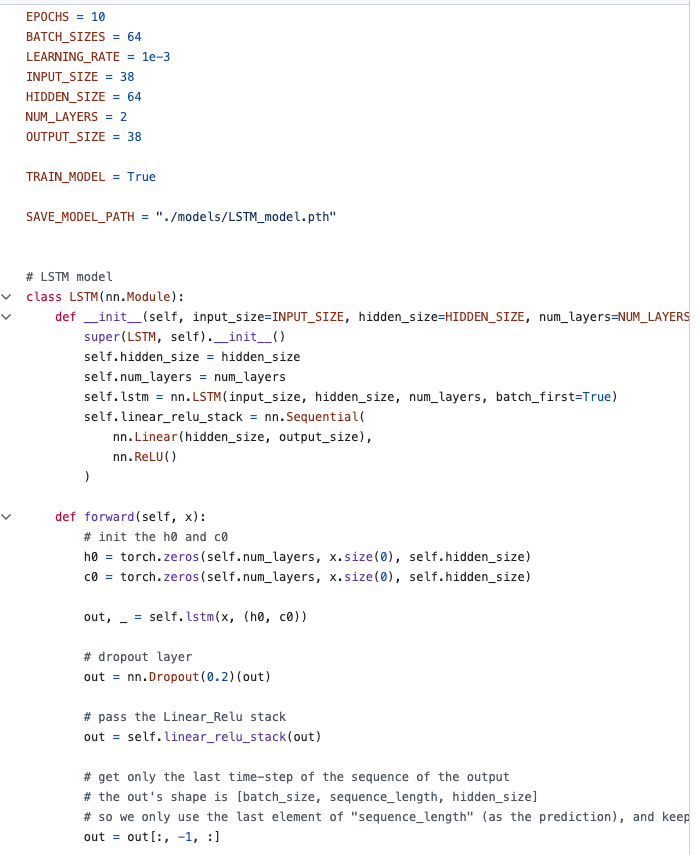 EPOCHS = 10
BATCH_SIZES = 64
LEARNING_RATE = 1e-3
INPUT_SIZE = 38
HIDDEN_SIZE = 64
NUM_LAYERS = 2
OUTPUT_SIZE = 38
TRAIN_MODEL = True
SAVE_MODEL_PATH = "./models/LSTM_model.pth"
# LSTM model
class LSTM(nn.Module):
    def __init__(self, input_size=INPUT_SIZE, hidden_size=HIDDEN_SIZE, num_layers=NUM_LAYERS
        super(LSTM, self).__init__()
        self.hidden_size = hidden_size
        self.num_layers = num_layers
        self.lstm = nn.LSTM(input_size, hidden_size, num_layers, batch_first=True)
        self.linear_relu_stack = nn.Sequential(
            nn.Linear(hidden_size, output_size),
            nn.ReLU()
        )
    def forward(self, x):
        # init the h0 and c0
        h0 = torch.zeros(self.num_layers, x.size(0), self.hidden_size)
        c0 = torch.zeros(self.num_layers, x.size(0), self.hidden_size)
        out, _ = self.lstm(x, (h0, c0))
        # dropout layer
        out = nn.Dropout(0.2)(out)
        # pass the Linear_Relu stack
        out = self.linear_relu_stack(out)
        # get only the last time-step of the sequence of the output
        # the out's shape is [batch_size, sequence_length, hidden_size]
        # so we only use the last element of "sequence_length" (as the prediction), and keep
        out = out[:, -1, :]